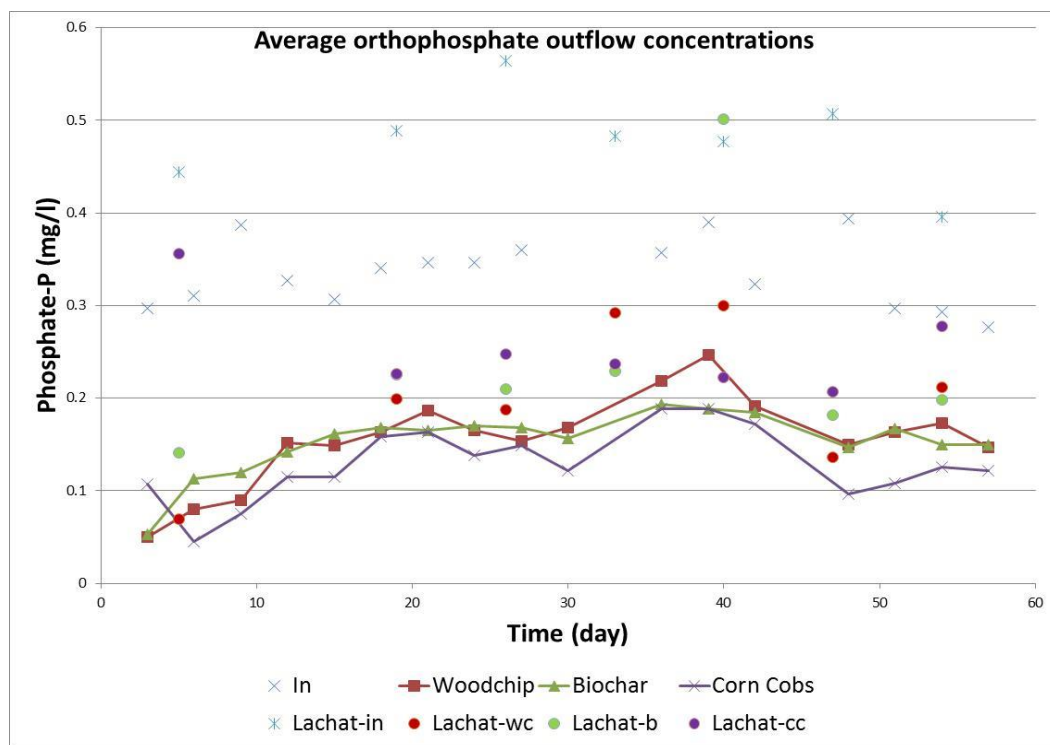 Average orthophosphate outflow concentrations
0.6
0.5
0.4
0.3
0.2
0.1
0
Phosphate-P (mg/l)
0 10 20 30 40 50 60
Time (day)
In Woodchip Biochar Corn Cobs
Lachat-in Lachat-wc Lachat-b Lachat-cc